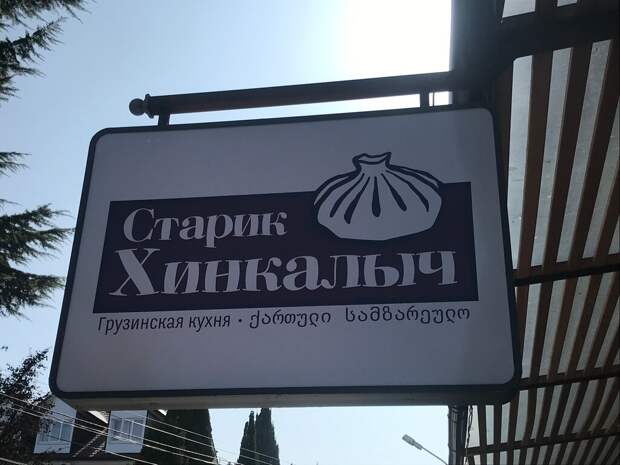 Старик
Хинкалыч
Грузинская кухня • ქართული სამზარეულო